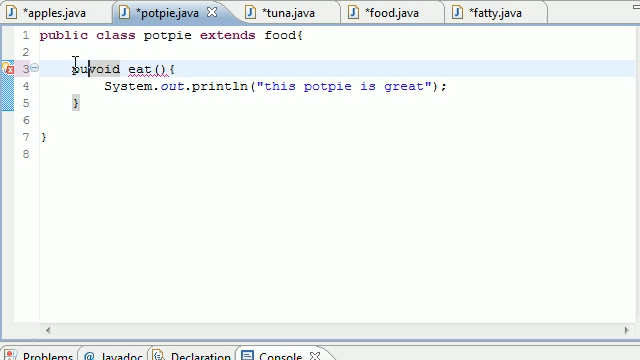 *apples.java *potpie.java *tuna.java *food.java *fatty.java
1 public class potpie extends food{
2
3 puvoid eat(){
4 System.out.println("this potpie is great");
5 }
6
7 }
8
Problems @ Javadoc Declaration Console